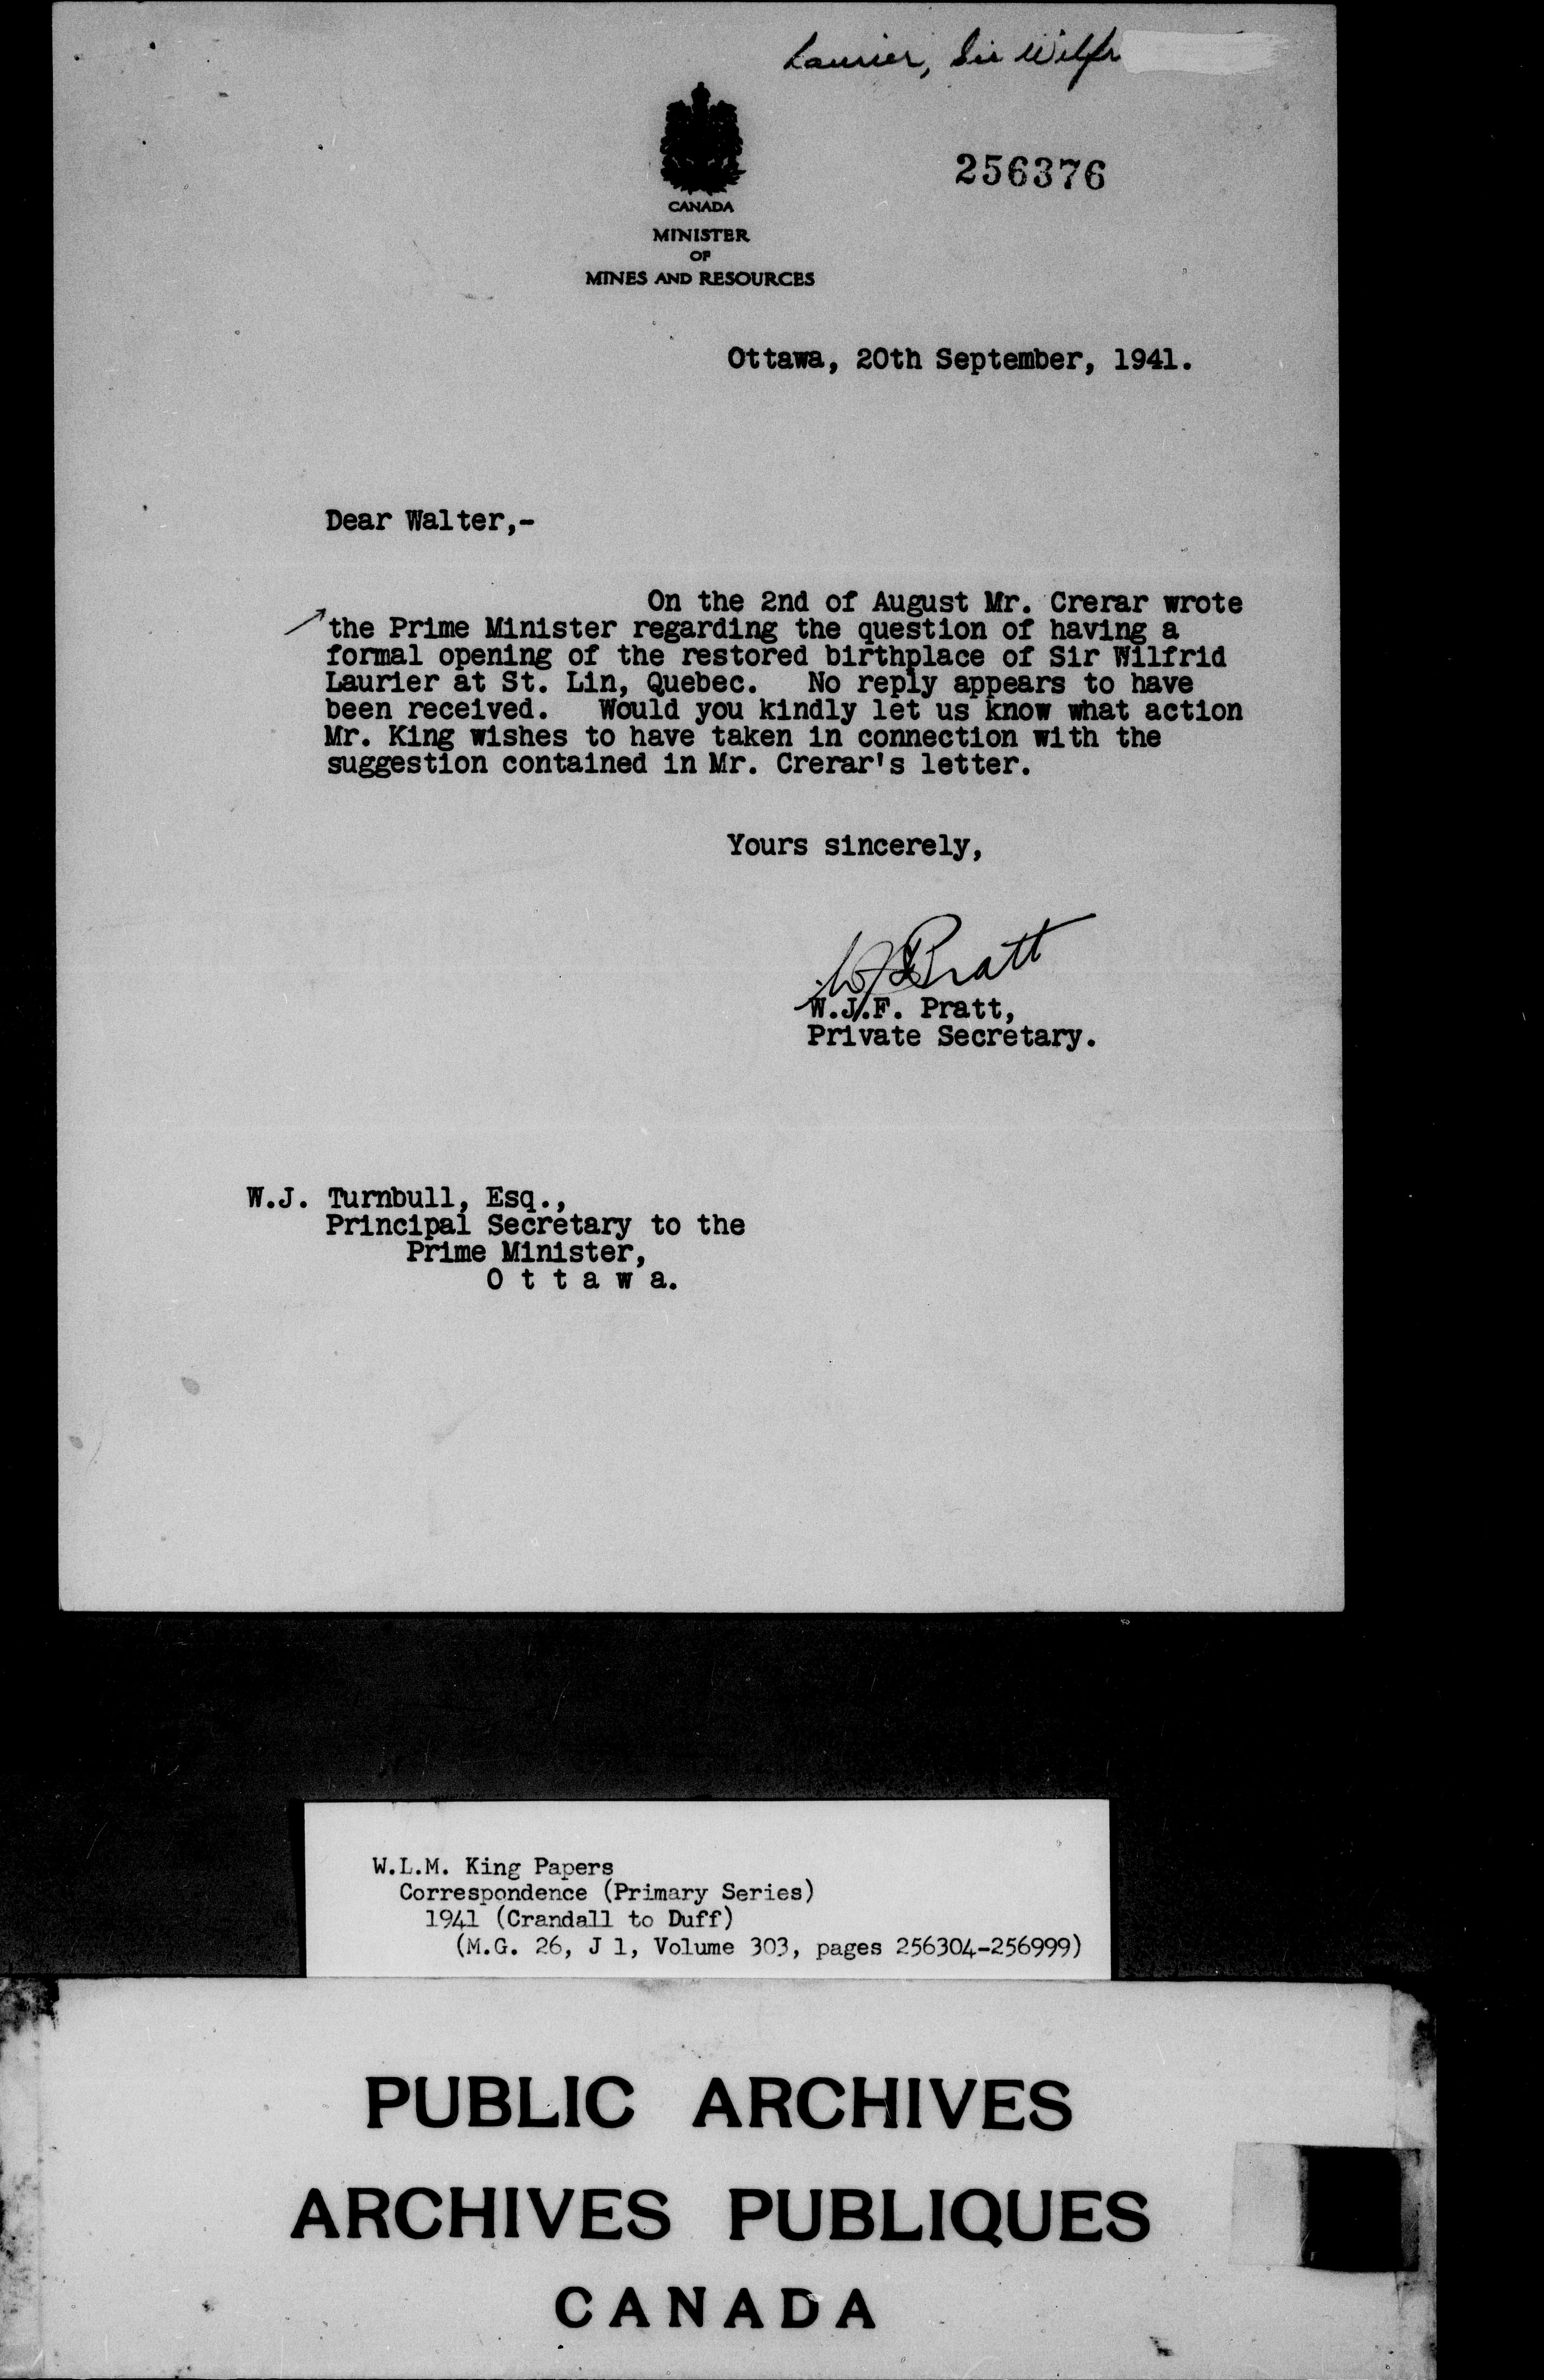 Laurier, Sir Wilfr
256376
CANADA
MINISTER
OF
MINES AND RESOURCES
Ottawa, 20th September, 1941.
Dear Walter,-
On the 2nd of August Mr. Crerar wrote
the Prime Minister regarding the question of having a
formal opening of the restored birthplace of Sir Wilfrid
Laurier at St. Lin, Quebec. No reply appears to have
been received. Would you kindly let us know what action
Mr. King wishes to have taken in connection with the
suggestion contained in Mr. Crerar's letter.
Yours sincerely,
WJFPratt
W.J.F. Pratt,
Private Secretary.
W.J. Turnbull, Esq.,
Principal Secretary to the
Prime Minister,
O t t a w a.
W.L.M. King Papers
Correspondence (Primary Series)
1941 (Crandall to Duff)
(M.G. 26, J 1, Volume 303, pages 256304-256999)
PUBLIC ARCHIVES
ARCHIVES PUBLIQUES
CANADA